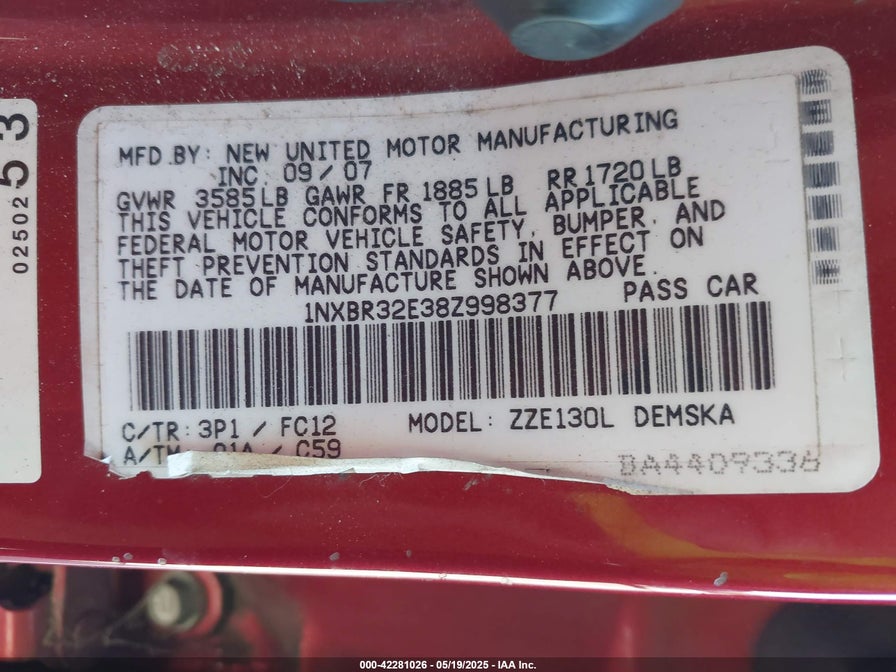 53
02502
MFD.BY: NEW UNITED MOTOR MANUFACTURING
INC 09/07
GVWR 3585LB GAWR FR 1885LB RR1720LB
THIS VEHICLE CONFORMS TO ALL APPLICABLE
FEDERAL MOTOR VEHICLE SAFETY, BUMPER, AND
THEFT PREVENTION STANDARDS IN EFFECT ON
THE DATE OF MANUFACTURE SHOWN ABOVE.
1NXBR32E38Z998377 PASS CAR
C/TR: 3P1 / FC12 MODEL: ZZE130L DEMSKA
A/TM 01A / C59
DA4409336
000-42281026 - 05/19/2025 - IAA Inc.